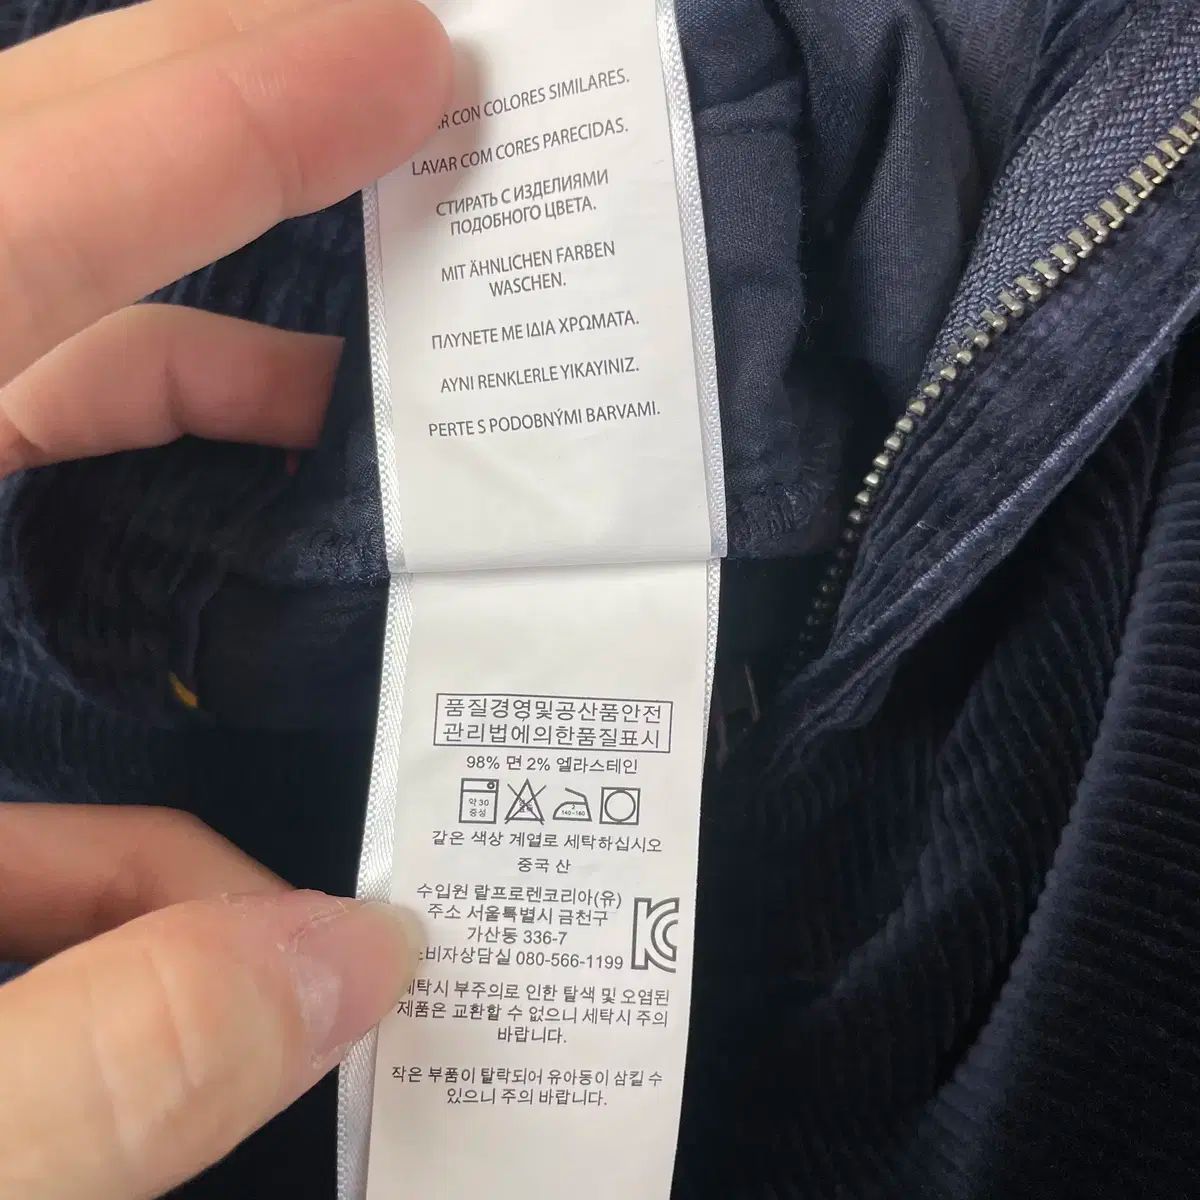 CON COLORES SIMILARES.
LAVAR COM CORES PARECIDAS.
СТИРАТЬ С ИЗДЕЛИЯМИ
ПОДОБНОГО ЦВЕТА.
MIT ÄHNLICHEN FARBEN
WASCHEN.
ΠΛΥΝΕΤΕ ΜΕ ΙΔΙΑ ΧΡΩΜΑΤΑ.
AYNI RENKLERLE YIKAYINIZ.
PERTE S PODOBNÝMI BARVAMI.
품질경영및공산품안전
관리법에의한품질표시
98% 면 2% 엘라스테인
약 30
중성
2
140~160
같은 색상 계열로 세탁하십시오
중국 산
수입원 랄프로렌코리아(유)
주소 서울특별시 금천구
가산동 336-7
비자상담실 080-566-1199
KC
탁시 부주의로 인한 탈색 및 오염된
제품은 교환할 수 없으니 세탁시 주의
바랍니다.
작은 부품이 탈락되어 유아동이 삼킬 수
있으니 주의 바랍니다.